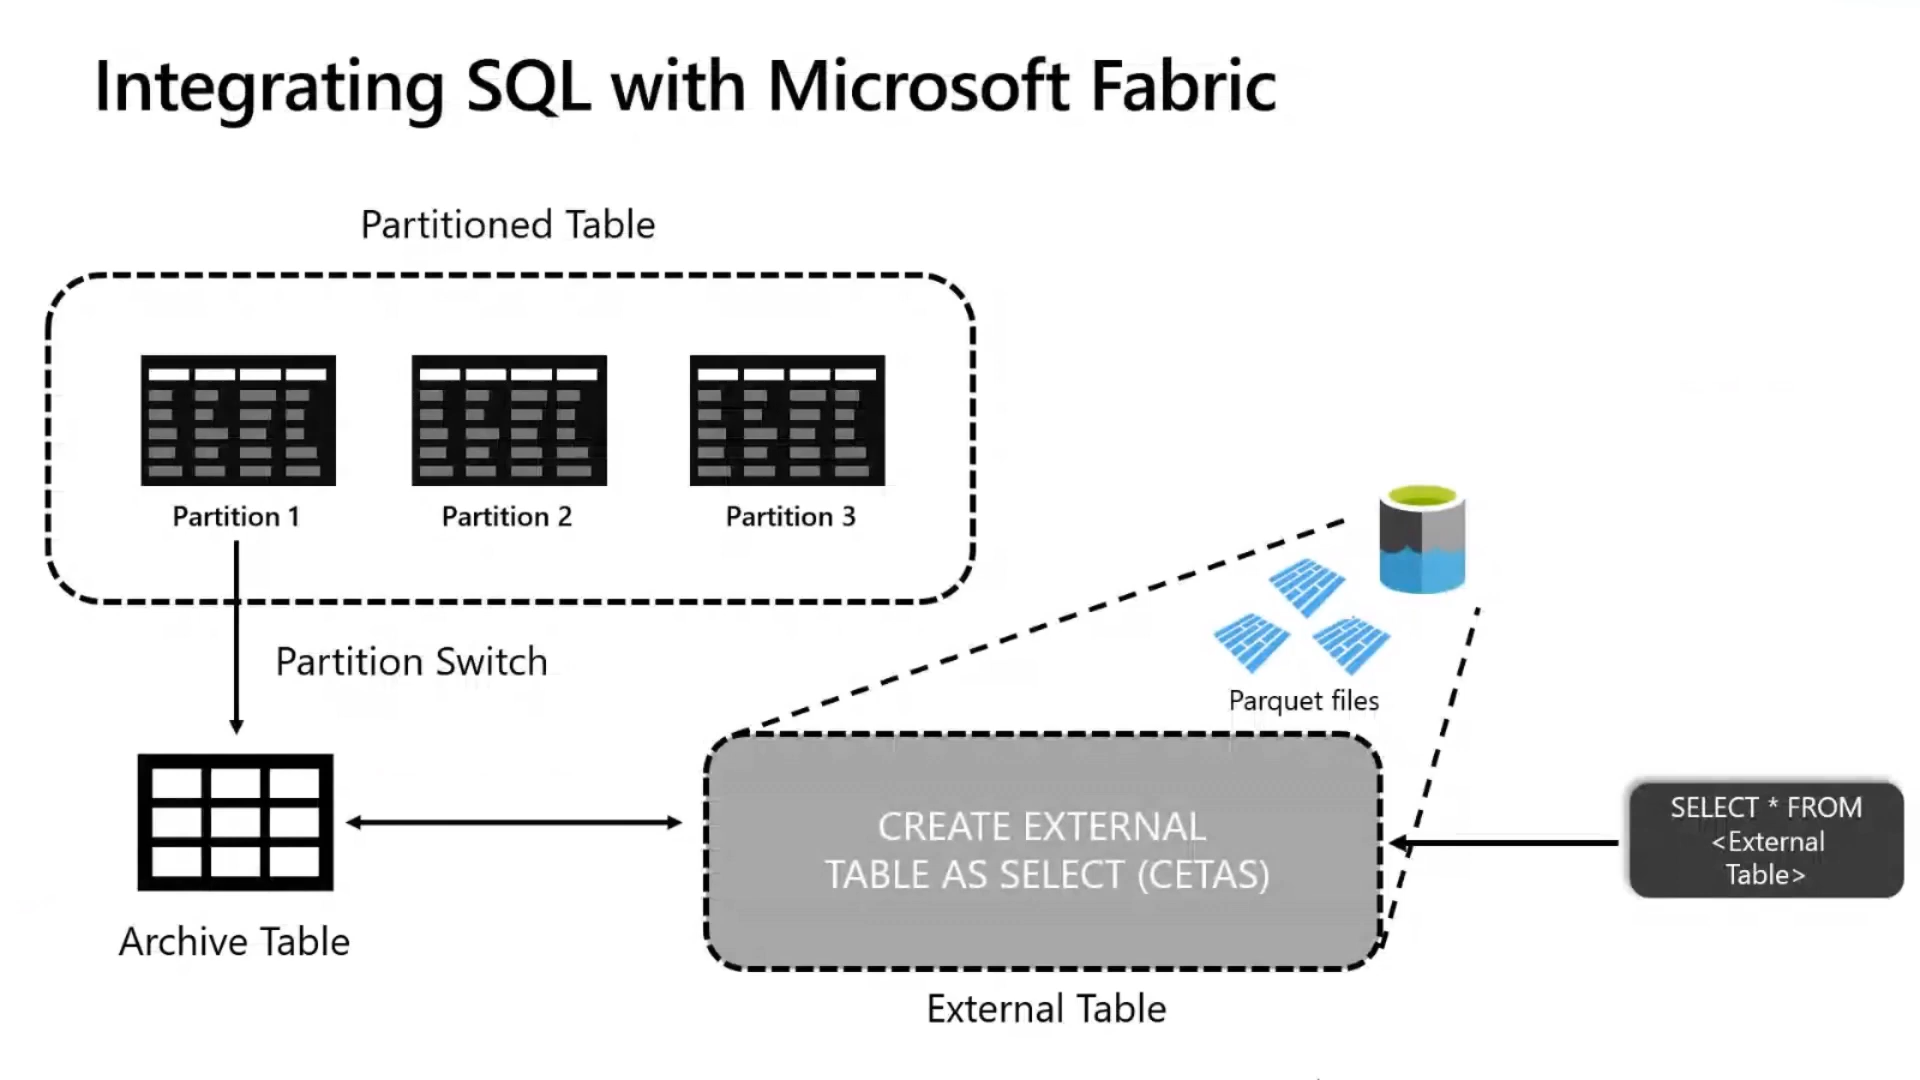 Integrating SQL with Microsoft Fabric
Partitioned Table
Partition 1
Partition 2
Partition 3
Partition Switch
Parquet files
CREATE EXTERNAL
TABLE AS SELECT (CETAS)
SELECT * FROM
<External
Table>
Archive Table
External Table